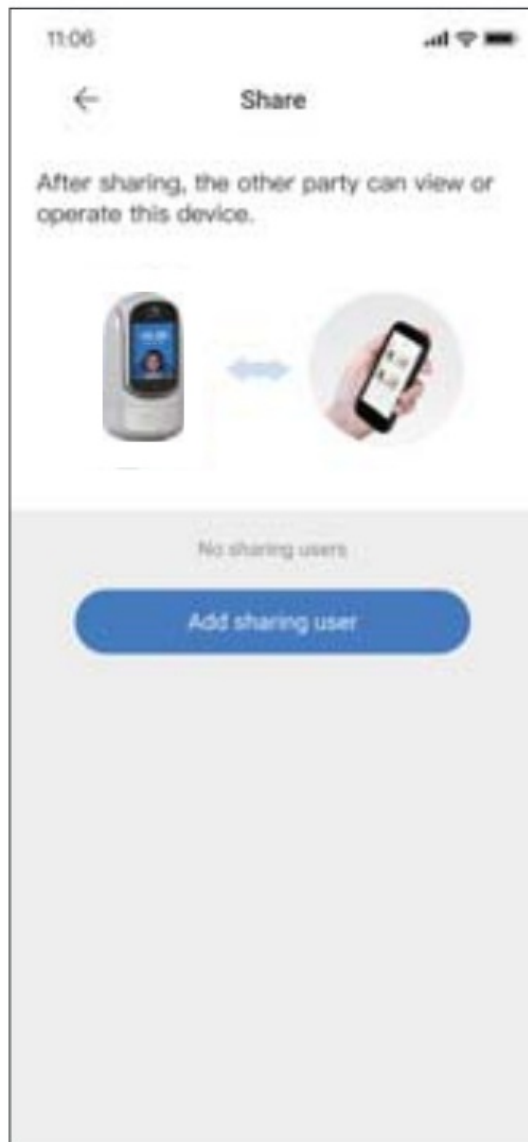 11:06
Share
After sharing, the other party can view or
operate this device.
No sharing users
Add sharing user